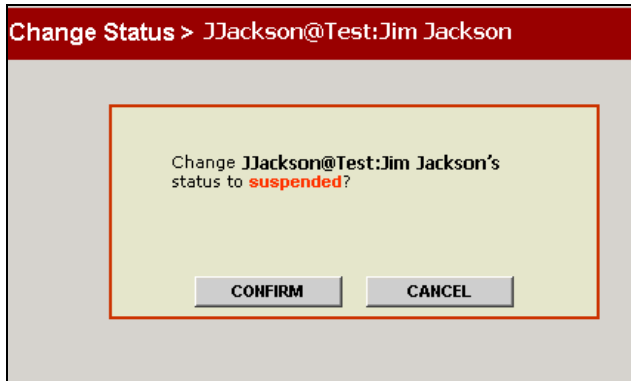 Change Status > JJackson@Test:Jim Jackson
Change JJackson@Test:Jim Jackson's
status to suspended?
CONFIRM
CANCEL